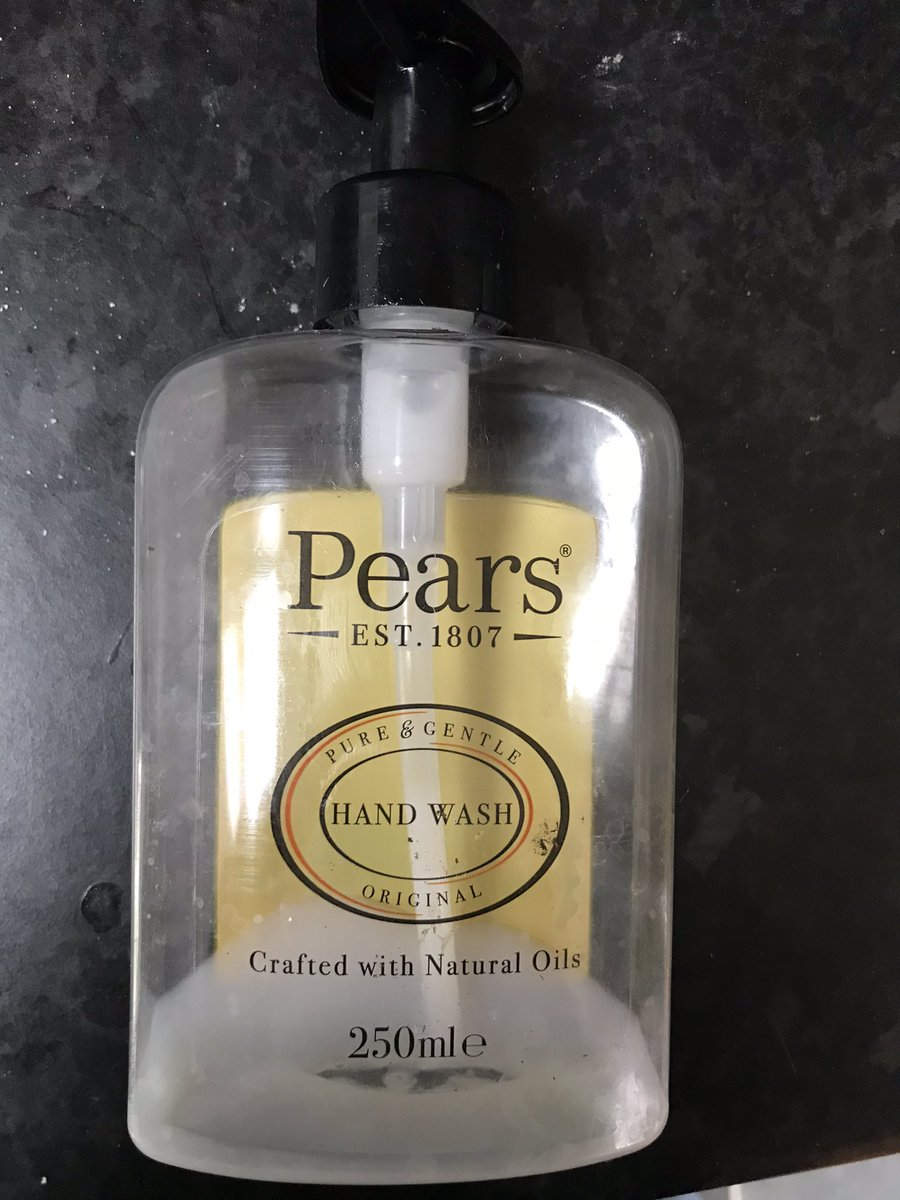 Pears®
EST. 1807
PURE & GENTLE
HAND WASH
ORIGINAL
Crafted with Natural Oils
250ml℮